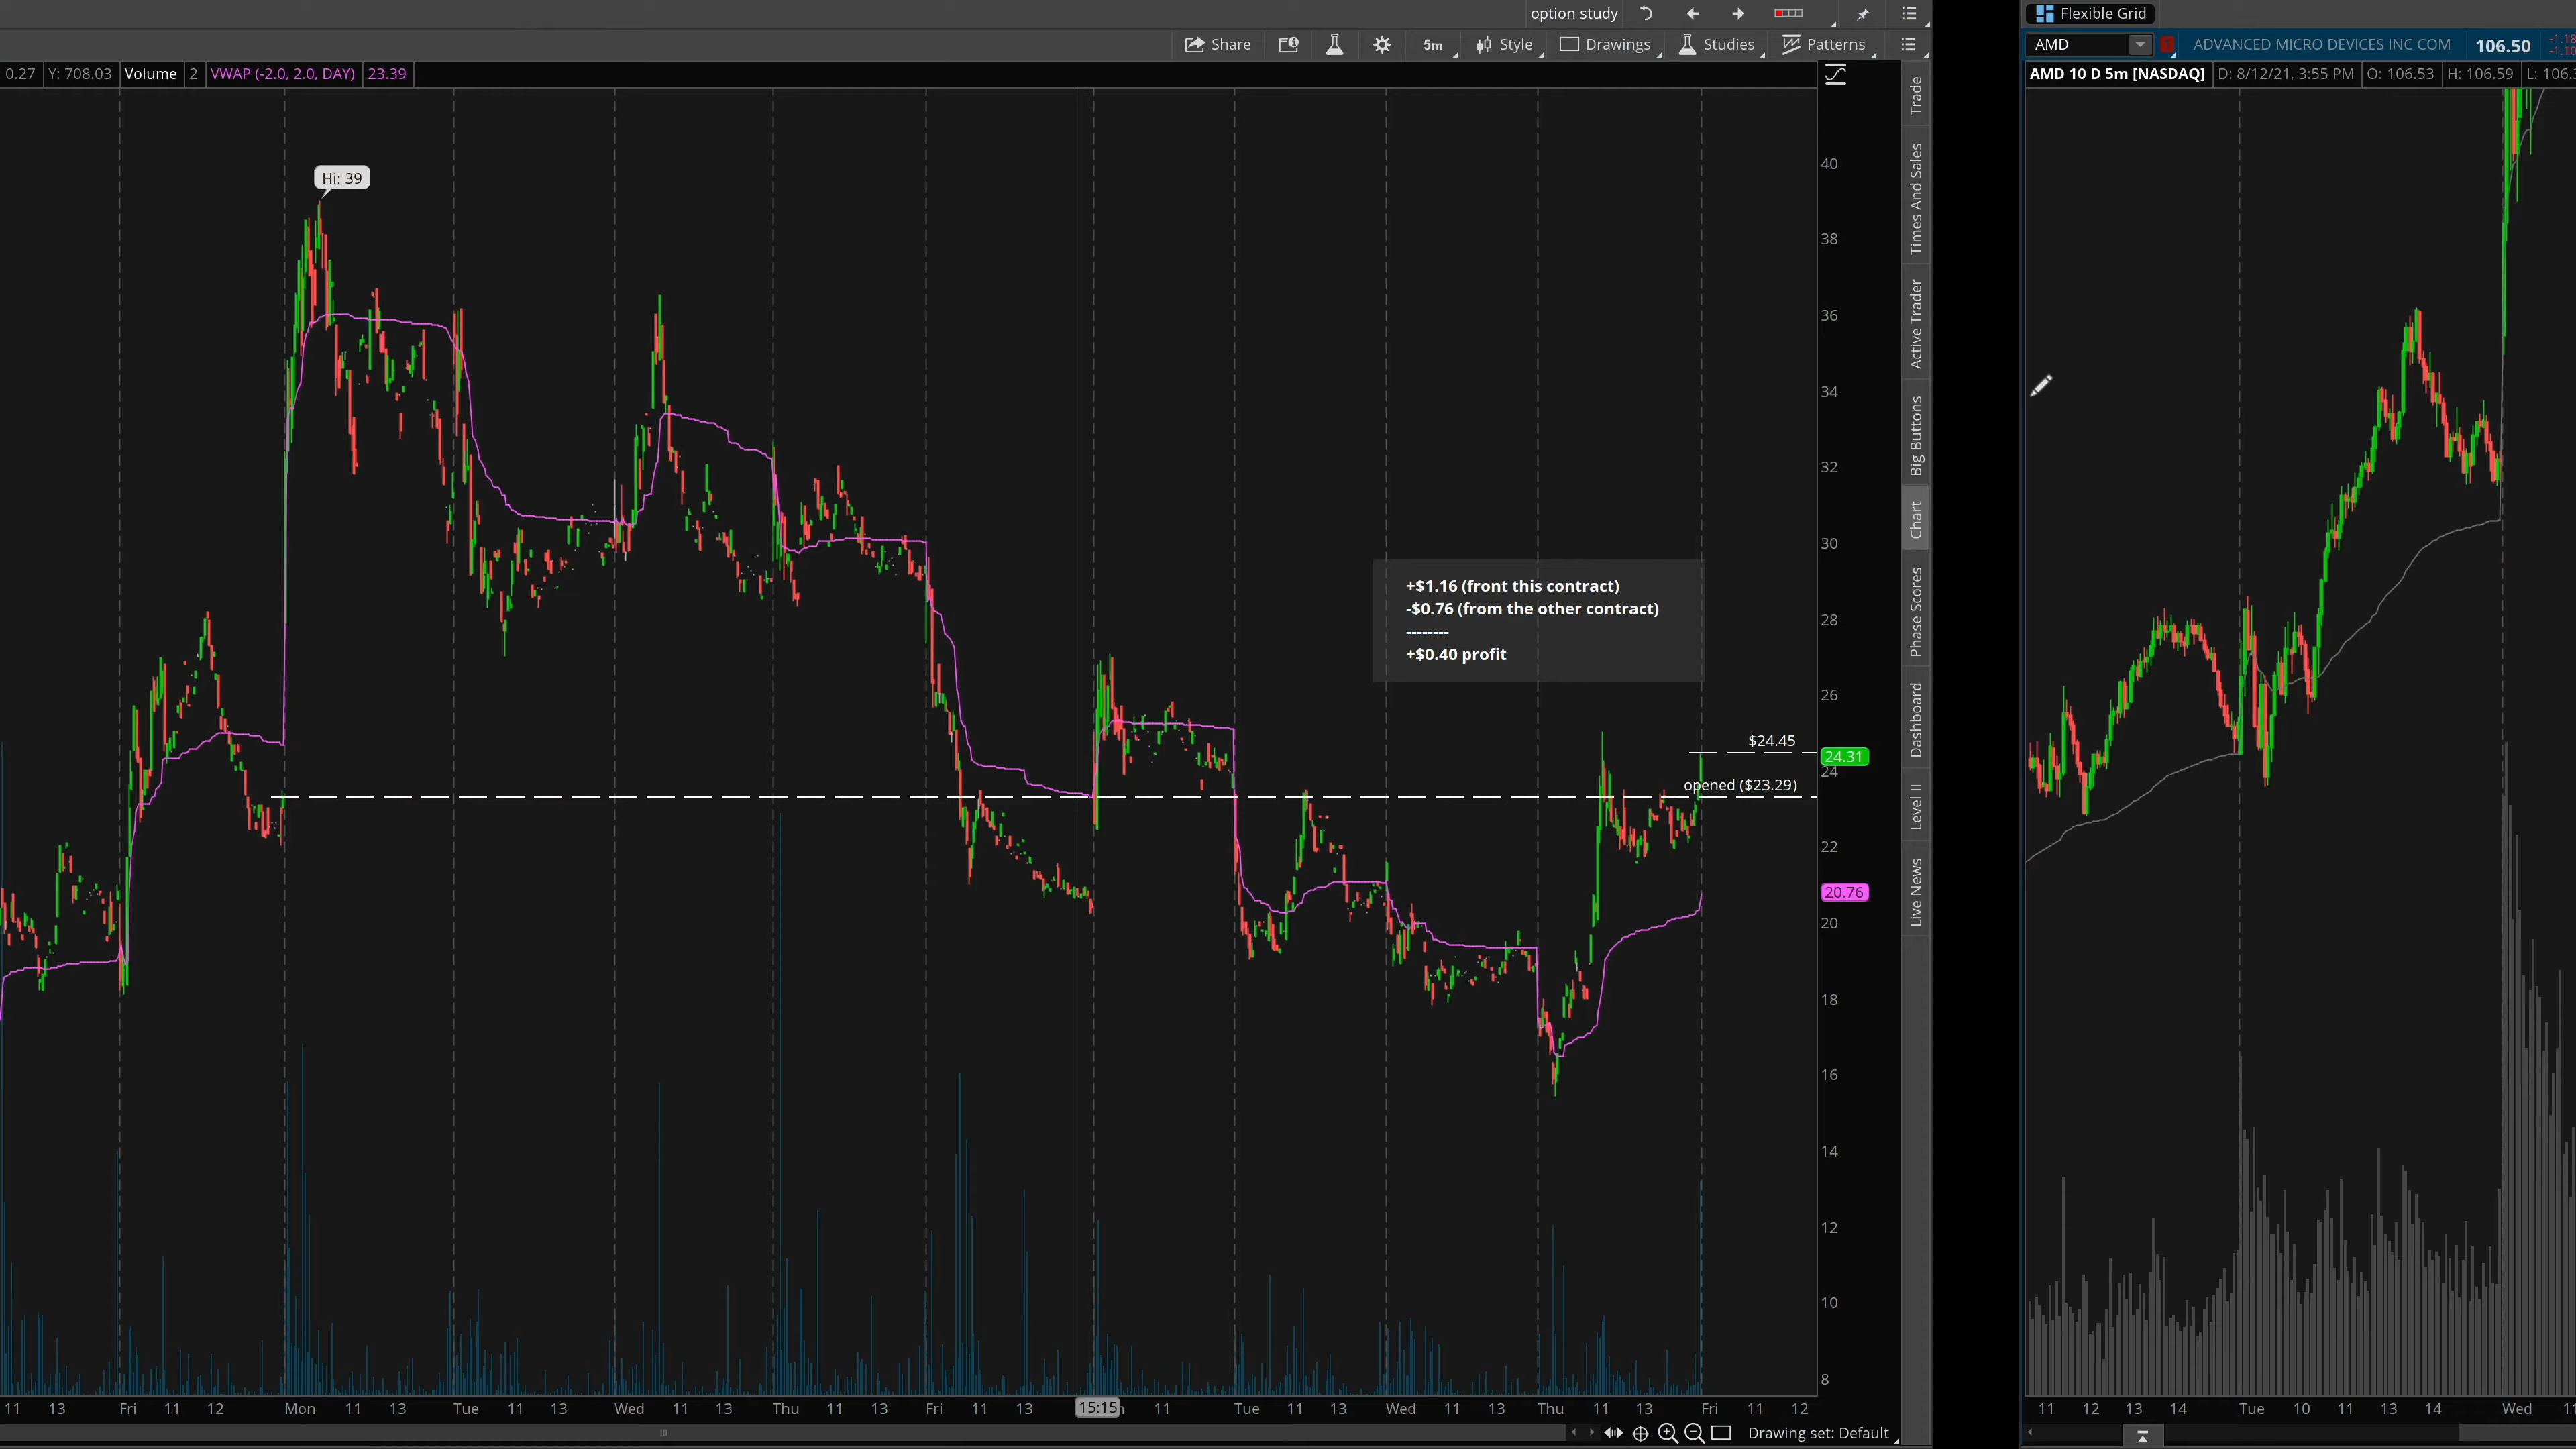 option study
Flexible Grid
Share
5m
Style
Drawings
Studies
Patterns
AMD
ADVANCED MICRO DEVICES INC COM
106.50
-1.18
0.27
Y: 708.03
Volume
2
VWAP (-2.0, 2.0, DAY)
23.39
AMD 10 D 5m [NASDAQ]
D: 8/12/21, 3:55 PM
O: 106.53
H: 106.59
L: 106.3
Hi: 39
+$1.16 (front this contract)
-$0.76 (from the other contract)
--------
+$0.40 profit
$24.45
opened ($23.29)
40
38
36
34
32
30
28
26
24.31
24
22
20.76
20
18
16
14
12
10
8
Trade
Times And Sales
Active Trader
Big Buttons
Chart
Phase Scores
Dashboard
Level II
Live News
11 13 Fri 11 12 Mon 11 13 Tue 11 13 Wed 11 13 Thu 11 13 Fri 11 13 15:15 11 Tue 11 13 Wed 11 13 Thu 11 13 Fri 11 12
11 12 13 14 Tue 10 11 13 14 Wed
Drawing set: Default